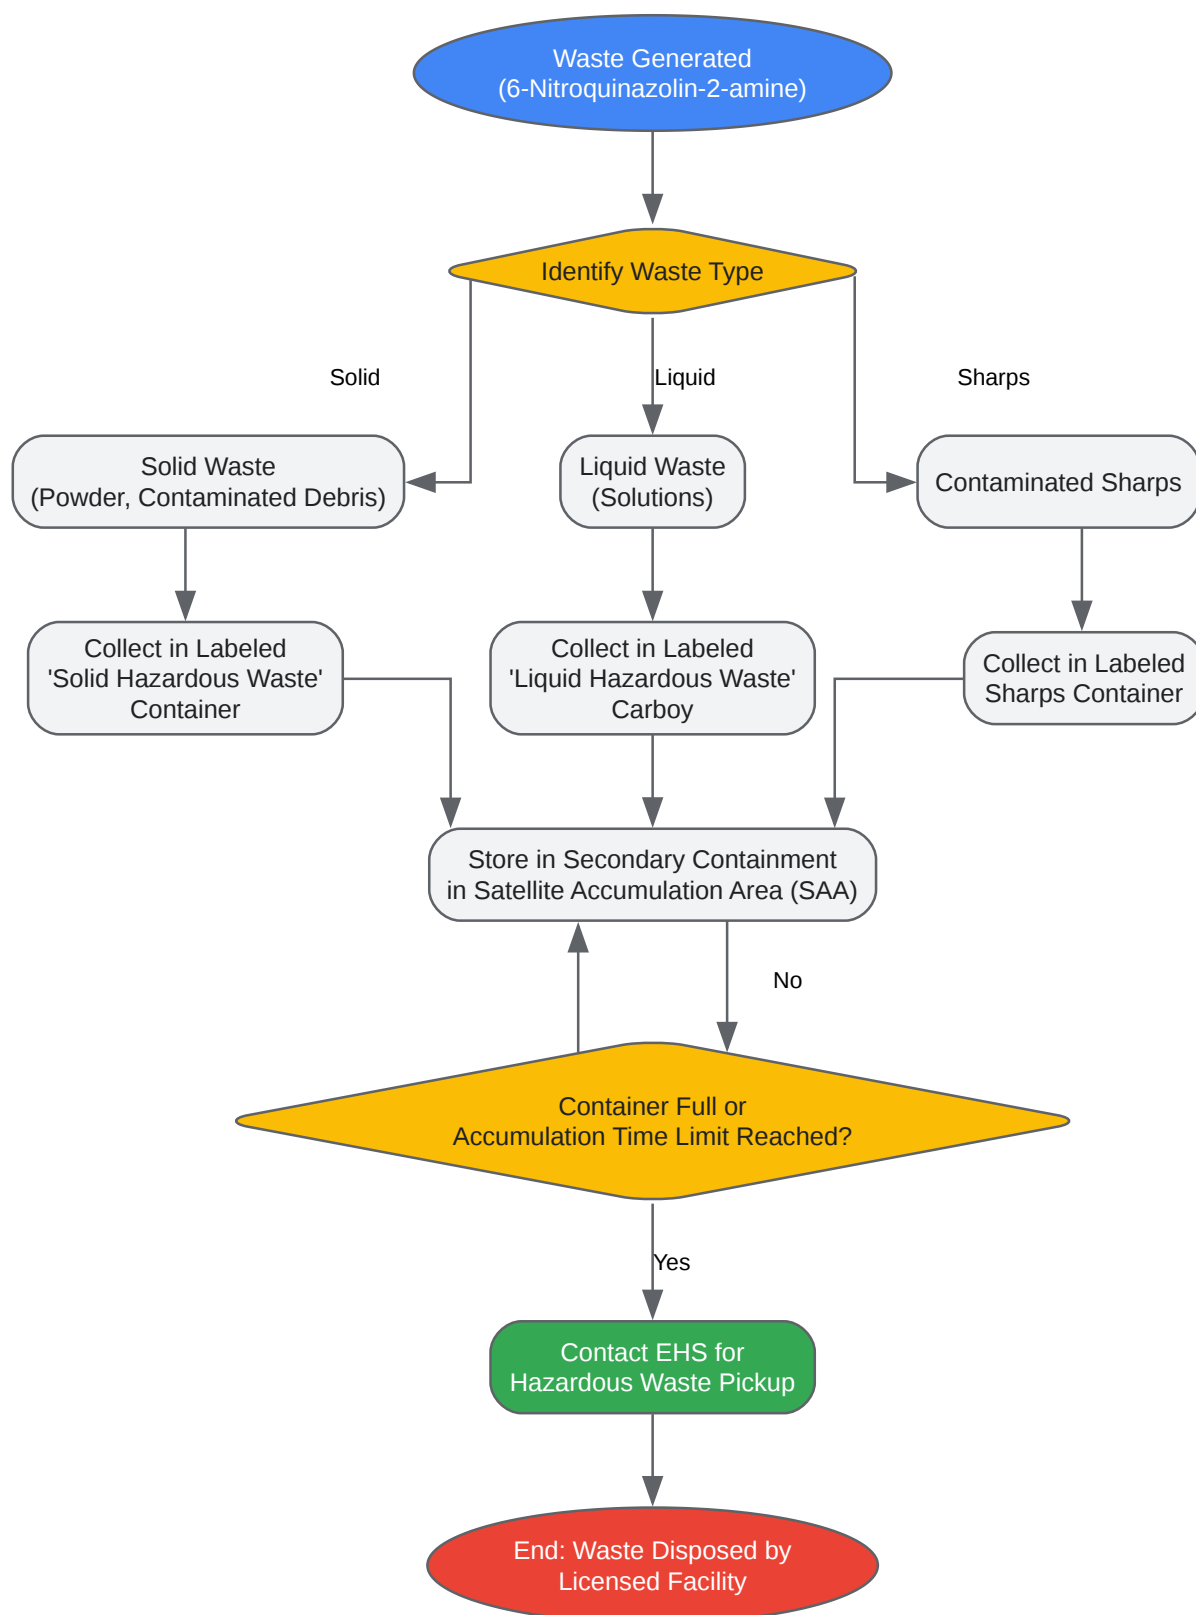 Waste Generated
(6-Nitroquinazolin-2-amine)
Identify Waste Type
Solid
Liquid
Sharps
Solid Waste
(Powder, Contaminated Debris)
Liquid Waste
(Solutions)
Contaminated Sharps
Collect in Labeled
'Solid Hazardous Waste'
Container
Collect in Labeled
'Liquid Hazardous Waste'
Carboy
Collect in Labeled
Sharps Container
Store in Secondary Containment
in Satellite Accumulation Area (SAA)
No
Container Full or
Accumulation Time Limit Reached?
Yes
Contact EHS for
Hazardous Waste Pickup
End: Waste Disposed by
Licensed Facility